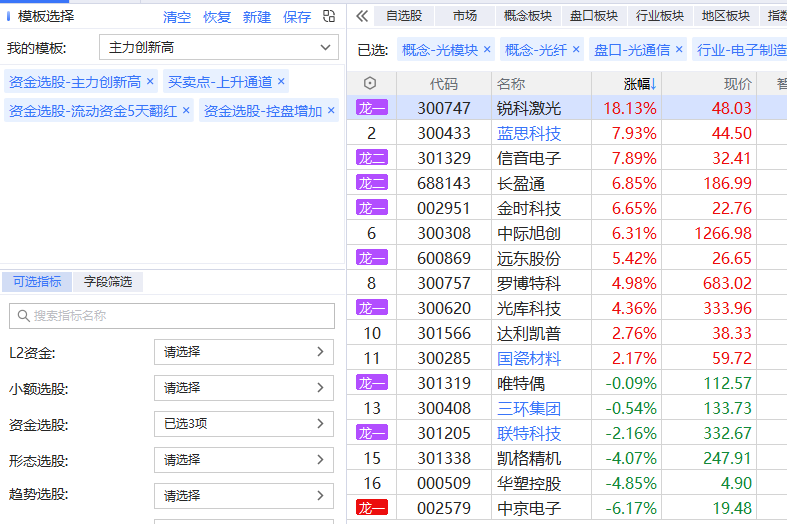 模板选择 清空 恢复 新建 保存
我的模板: 主力创新高
资金选股-主力创新高 × 买卖点-上升通道 ×
资金选股-流动资金5天翻红 × 资金选股-控盘增加 ×
可选指标 字段筛选
搜索指标名称
L2资金: 请选择
小额选股: 请选择
资金选股: 已选3项
形态选股: 请选择
趋势选股: 请选择
自选股 市场 概念板块 盘口板块 行业板块 地区板块 指数
已选: 概念-光模块 × 概念-光纤 × 盘口-光通信 × 行业-电子制造
代码 名称 涨幅↓ 现价
龙一 300747 锐科激光 18.13% 48.03
2 300433 蓝思科技 7.93% 44.50
龙二 301329 信音电子 7.89% 32.41
龙二 688143 长盈通 6.85% 186.99
龙一 002951 金时科技 6.65% 22.76
6 300308 中际旭创 6.31% 1266.98
龙一 600869 远东股份 5.42% 26.65
8 300757 罗博特科 4.98% 683.02
龙一 300620 光库科技 4.36% 333.96
10 301566 达利凯普 2.76% 38.33
11 300285 国瓷材料 2.17% 59.72
龙一 301319 唯特偶 -0.09% 112.57
13 300408 三环集团 -0.54% 133.73
龙一 301205 联特科技 -2.16% 332.67
15 301338 凯格精机 -4.07% 247.91
16 000509 华塑控股 -4.85% 4.90
龙一 002579 中京电子 -6.17% 19.48